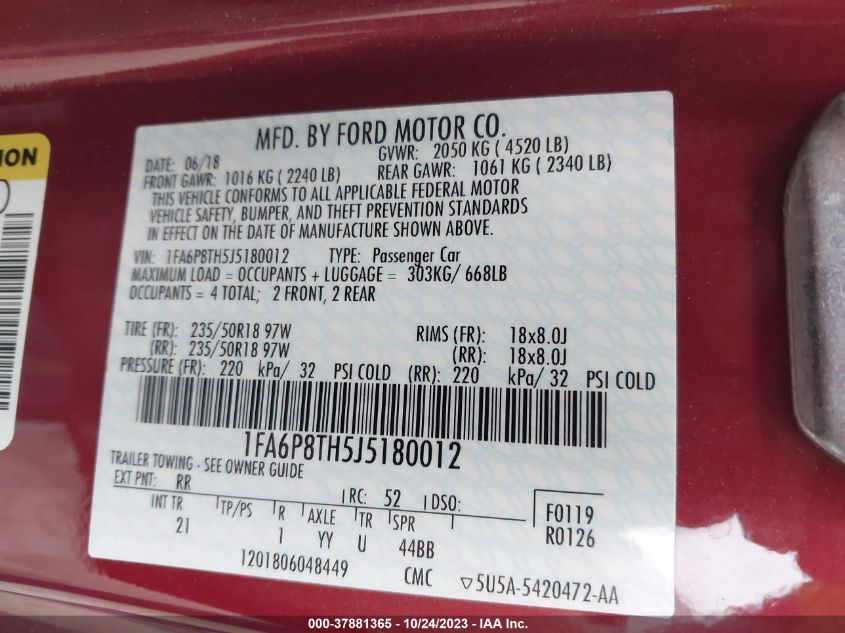 ION
MFD. BY FORD MOTOR CO.
DATE: 06/18 GVWR: 2050 KG ( 4520 LB)
FRONT GAWR: 1016 KG ( 2240 LB) REAR GAWR: 1061 KG ( 2340 LB)
THIS VEHICLE CONFORMS TO ALL APPLICABLE FEDERAL MOTOR
VEHICLE SAFETY, BUMPER, AND THEFT PREVENTION STANDARDS
IN EFFECT ON THE DATE OF MANUFACTURE SHOWN ABOVE.
VIN: 1FA6P8TH5J5180012 TYPE: Passenger Car
MAXIMUM LOAD = OCCUPANTS + LUGGAGE = 303KG/ 668LB
OCCUPANTS = 4 TOTAL; 2 FRONT, 2 REAR
TIRE (FR): 235/50R18 97W RIMS (FR): 18x8.0J
(RR): 235/50R18 97W (RR): 18x8.0J
PRESSURE (FR): 220 kPa/ 32 PSI COLD (RR): 220 kPa/ 32 PSI COLD
1FA6P8TH5J5180012
TRAILER TOWING - SEE OWNER GUIDE
EXT PNT: RR RC: 52 DSO:
INT TR TP/PS R AXLE TR SPR F0119
21 1 YY U 44BB R0126
1201806048449 CMC ▽5U5A-5420472-AA
000-37881365 - 10/24/2023 - IAA Inc.